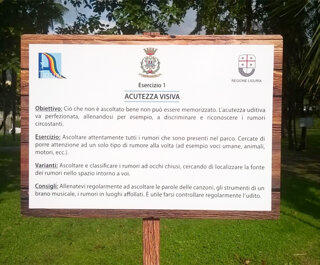 REGIONE LIGURIA
Esercizio 1
ACUTEZZA VISIVA
Obiettivo: Ciò che non è ascoltato bene non può essere memorizzato. L'acutezza uditiva
va perfezionata, allenandosi per esempio, a discriminare e riconoscere i rumori
circostanti.
Esercizio: Ascoltare attentamente tutti i rumori che sono presenti nel parco. Cercate di
porre attenzione ad un solo tipo di rumore alla volta (ad esempio voci umane, animali,
motori, ecc.).
Varianti: Ascoltare e classificare i rumori ad occhi chiusi, cercando di localizzare la fonte
dei rumori nello spazio intorno a voi.
Consigli: Allenatevi regolarmente ad ascoltare le parole delle canzoni, gli strumenti di un
brano musicale, i rumori in luoghi affollati. È utile farsi controllare regolarmente l'udito.